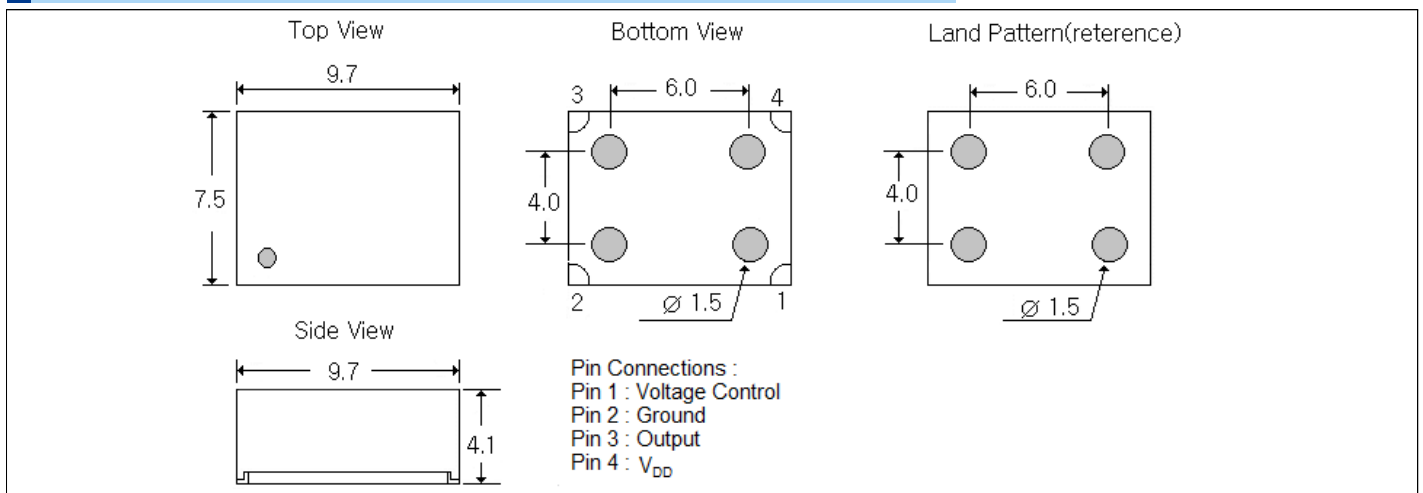 Top View
Bottom View
Land Pattern(reterence)
9.7
7.5
3
6.0
4
4.0
2
Ø 1.5
1
6.0
4.0
Ø 1.5
Side View
9.7
4.1
Pin Connections :
Pin 1 : Voltage Control
Pin 2 : Ground
Pin 3 : Output
Pin 4 : VDD